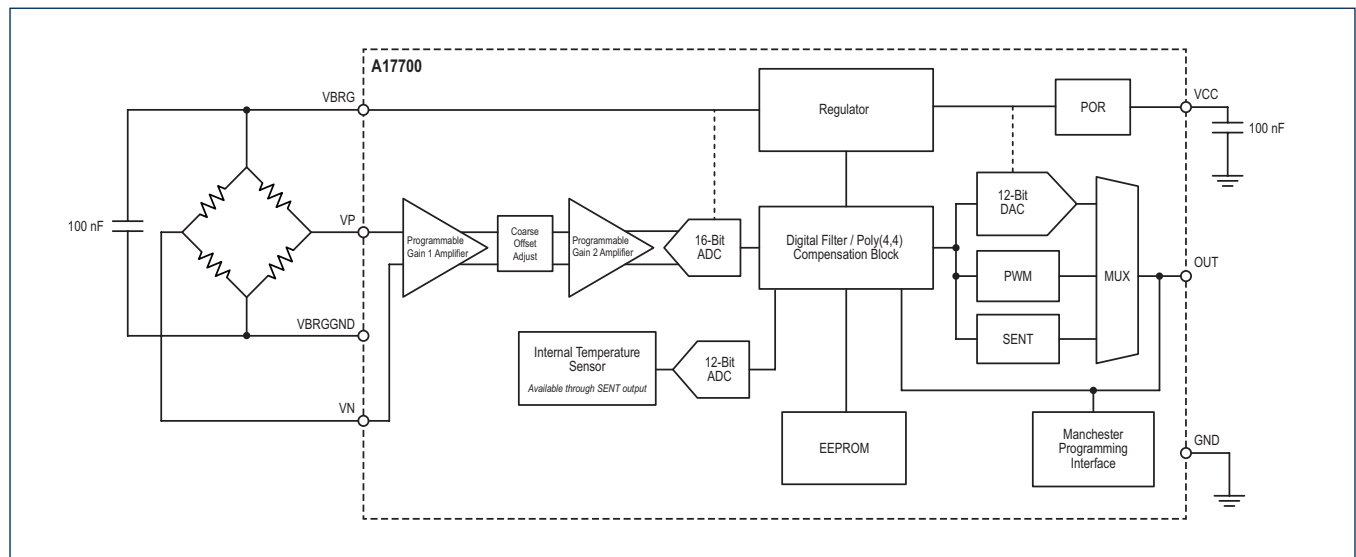 A17700
VBRG
VCC
Regulator
POR
100 nF
100 nF
VP
Programmable
Gain 1 Amplifier
Coarse
Offset
Adjust
Programmable
Gain 2 Amplifier
16-Bit
ADC
Digital Filter / Poly(4,4)
Compensation Block
12-Bit
DAC
PWM
SENT
MUX
OUT
VBRGGND
Internal Temperature
Sensor
Available through SENT output
12-Bit
ADC
VN
EEPROM
Manchester
Programming
Interface
GND